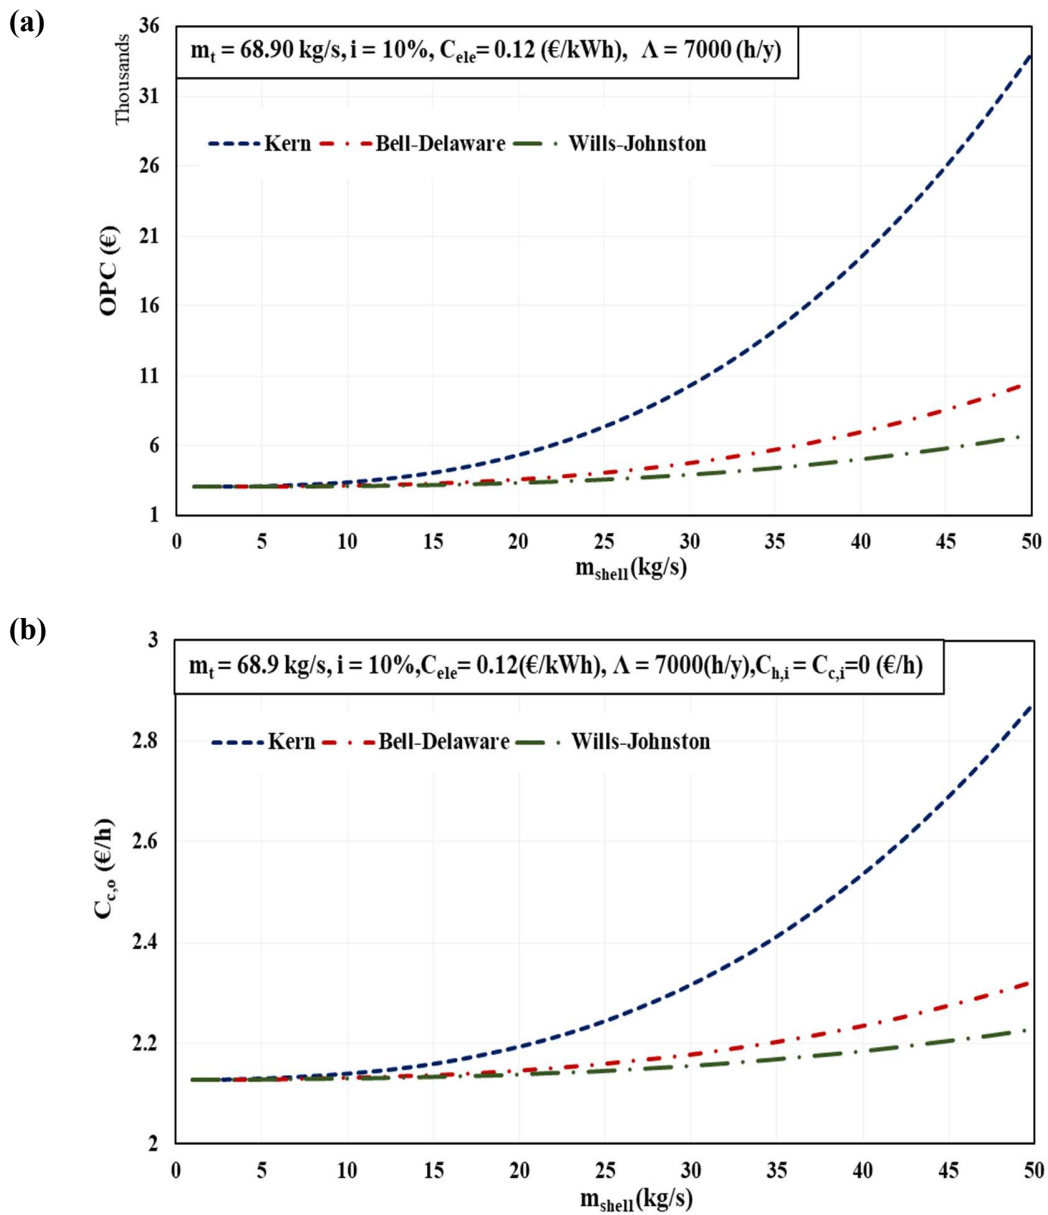 (a)
36
Thousands
mt = 68.90 kg/s, i = 10%, Cele= 0.12 (€/kWh), Λ = 7000 (h/y)
31
Kern Bell-Delaware Wills-Johnston
26
21
OPC (€)
16
11
6
1
0 5 10 15 20 25 30 35 40 45 50
mshell(kg/s)
(b)
3
mt = 68.9 kg/s, i = 10%,Cele= 0.12(€/kWh), Λ = 7000(h/y),Ch,i = Cc,i=0 (€/h)
2.8
Kern Bell-Delaware Wills-Johnston
2.6
Cc,o (€/h)
2.4
2.2
2
0 5 10 15 20 25 30 35 40 45 50
mshell(kg/s)